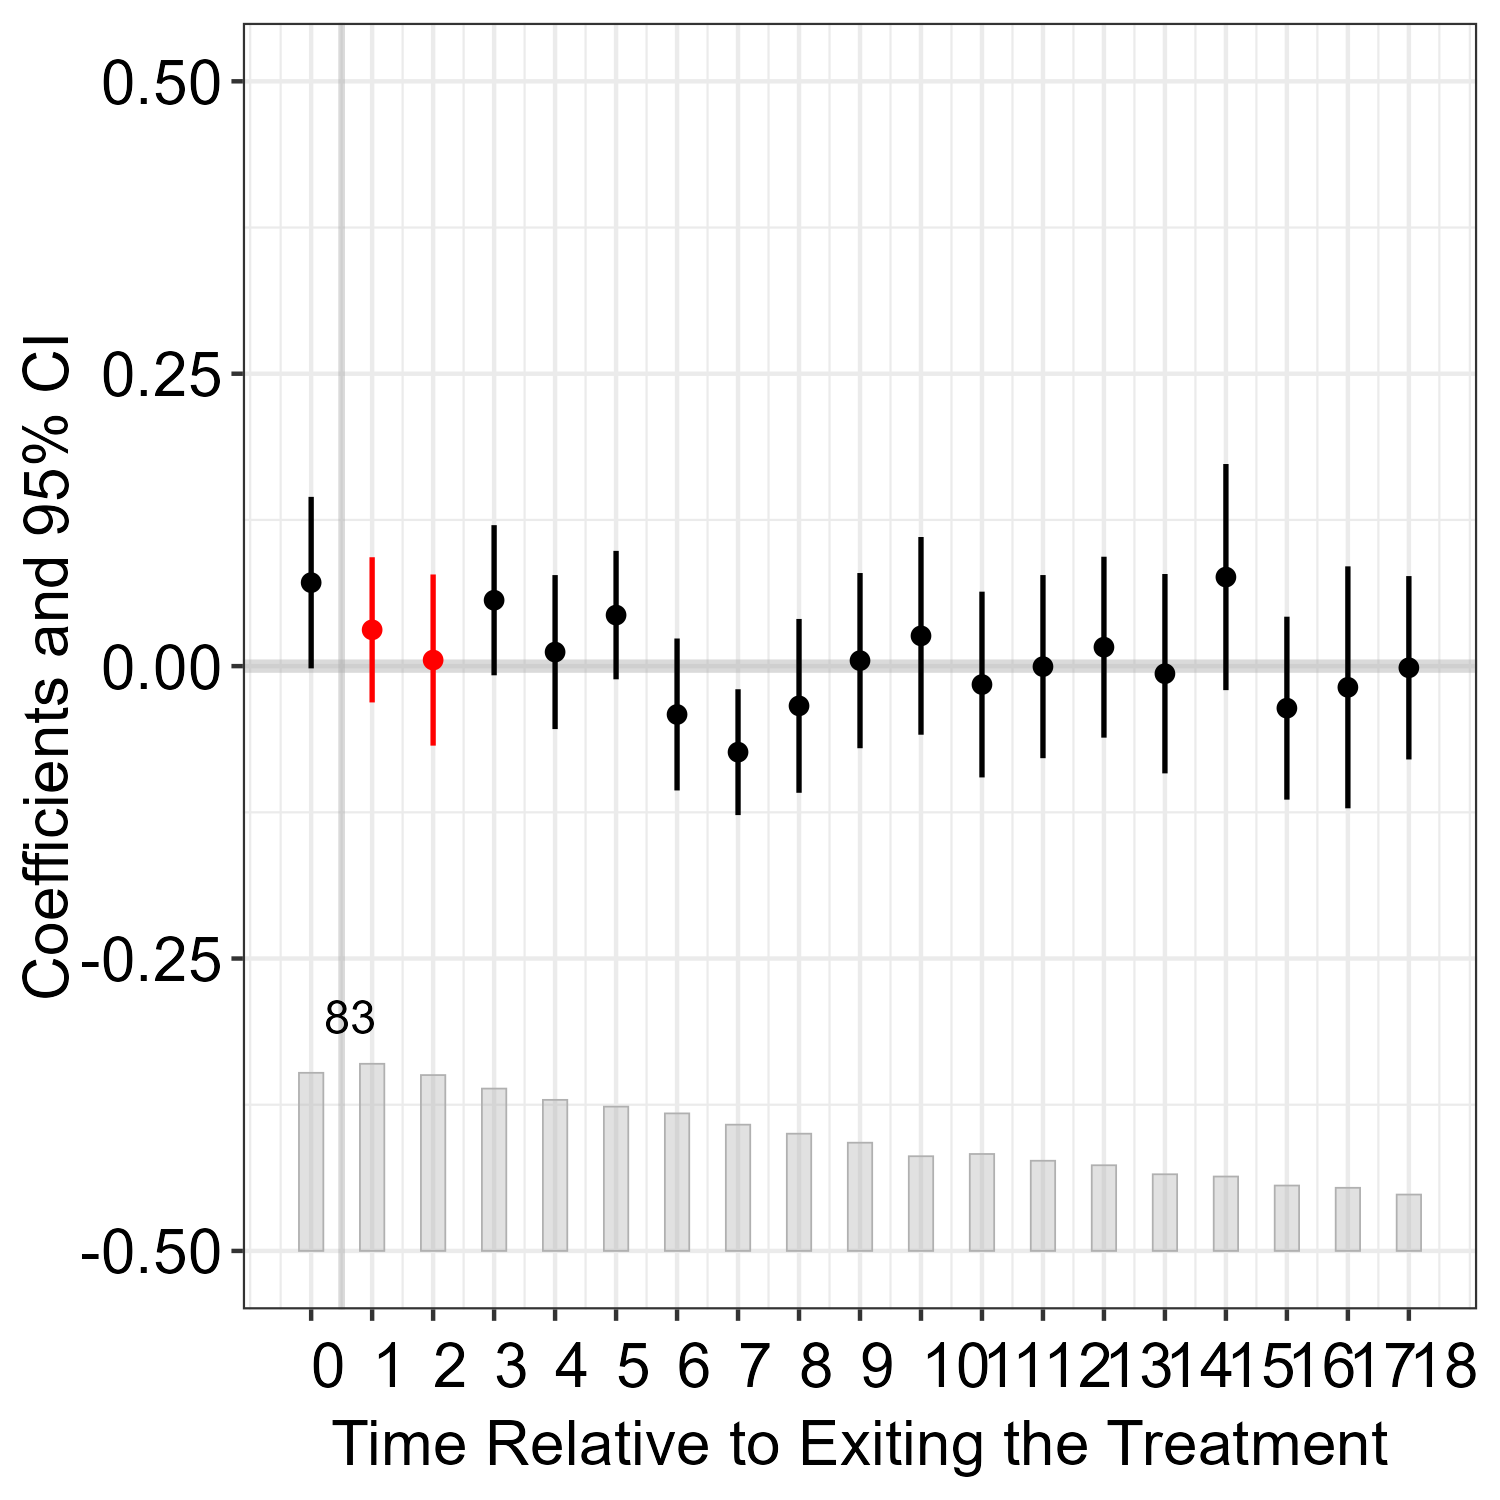 0.50
0.25
0.00
-0.25
-0.50
Coefficients and 95% CI
83
0 1 2 3 4 5 6 7 8 9 10 11 12 13 14 15 16 17 18
Time Relative to Exiting the Treatment